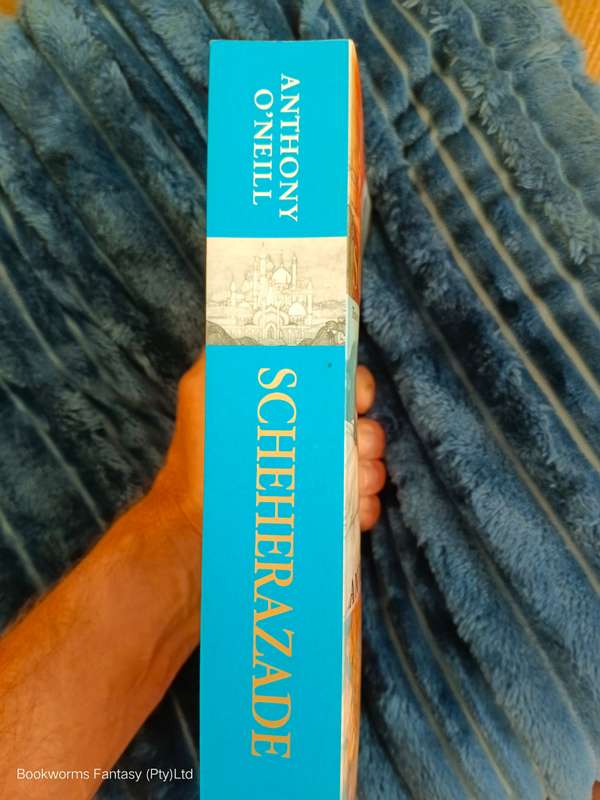 ANTHONY
O'NEILL
SCHEHERAZADE
Bookworms Fantasy (Pty)Ltd